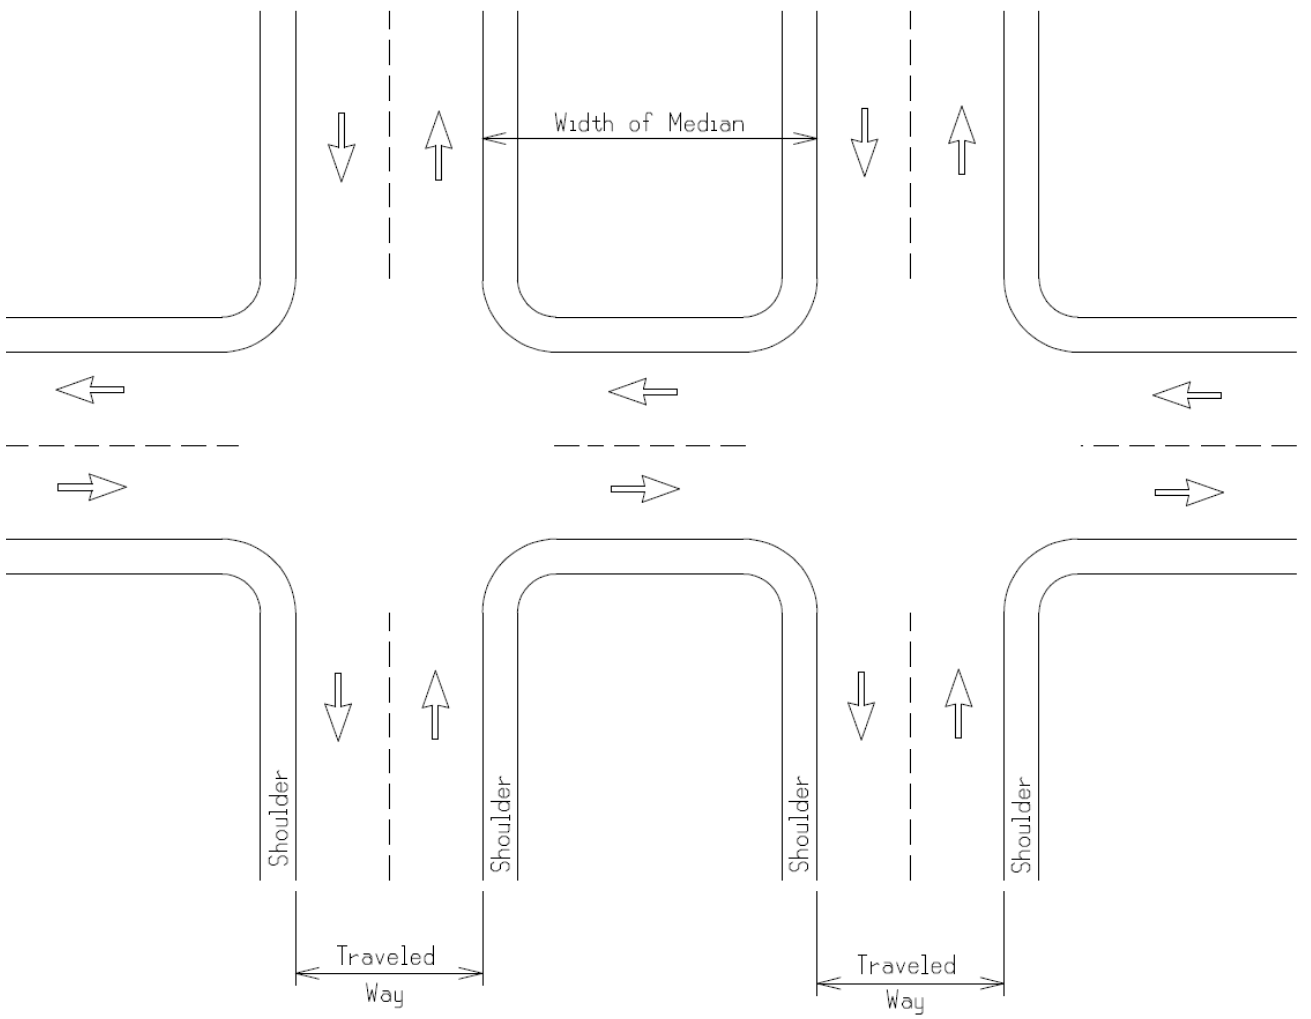 Width of Median
Shoulder
Shoulder
Shoulder
Shoulder
Traveled
Way
Traveled
Way